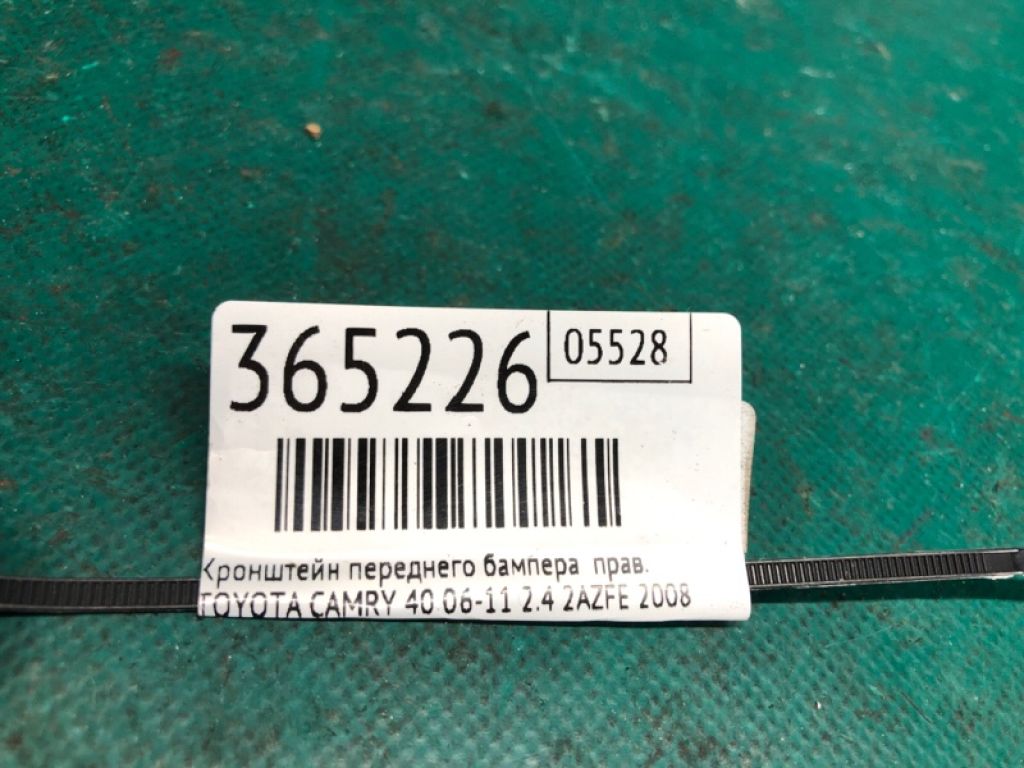 365226 05528
Кронштейн переднего бампера прав.
TOYOTA CAMRY 40 06-11 2.4 2AZFE 2008